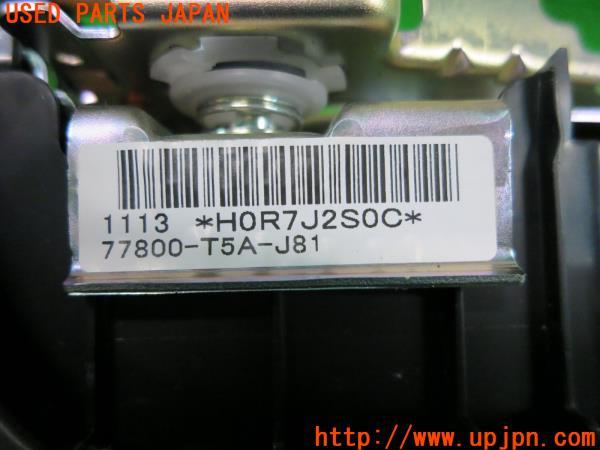 USED PARTS JAPAN
1113 *H0R7J2S0C*
77800-T5A-J81
http://www.upjpn.com/